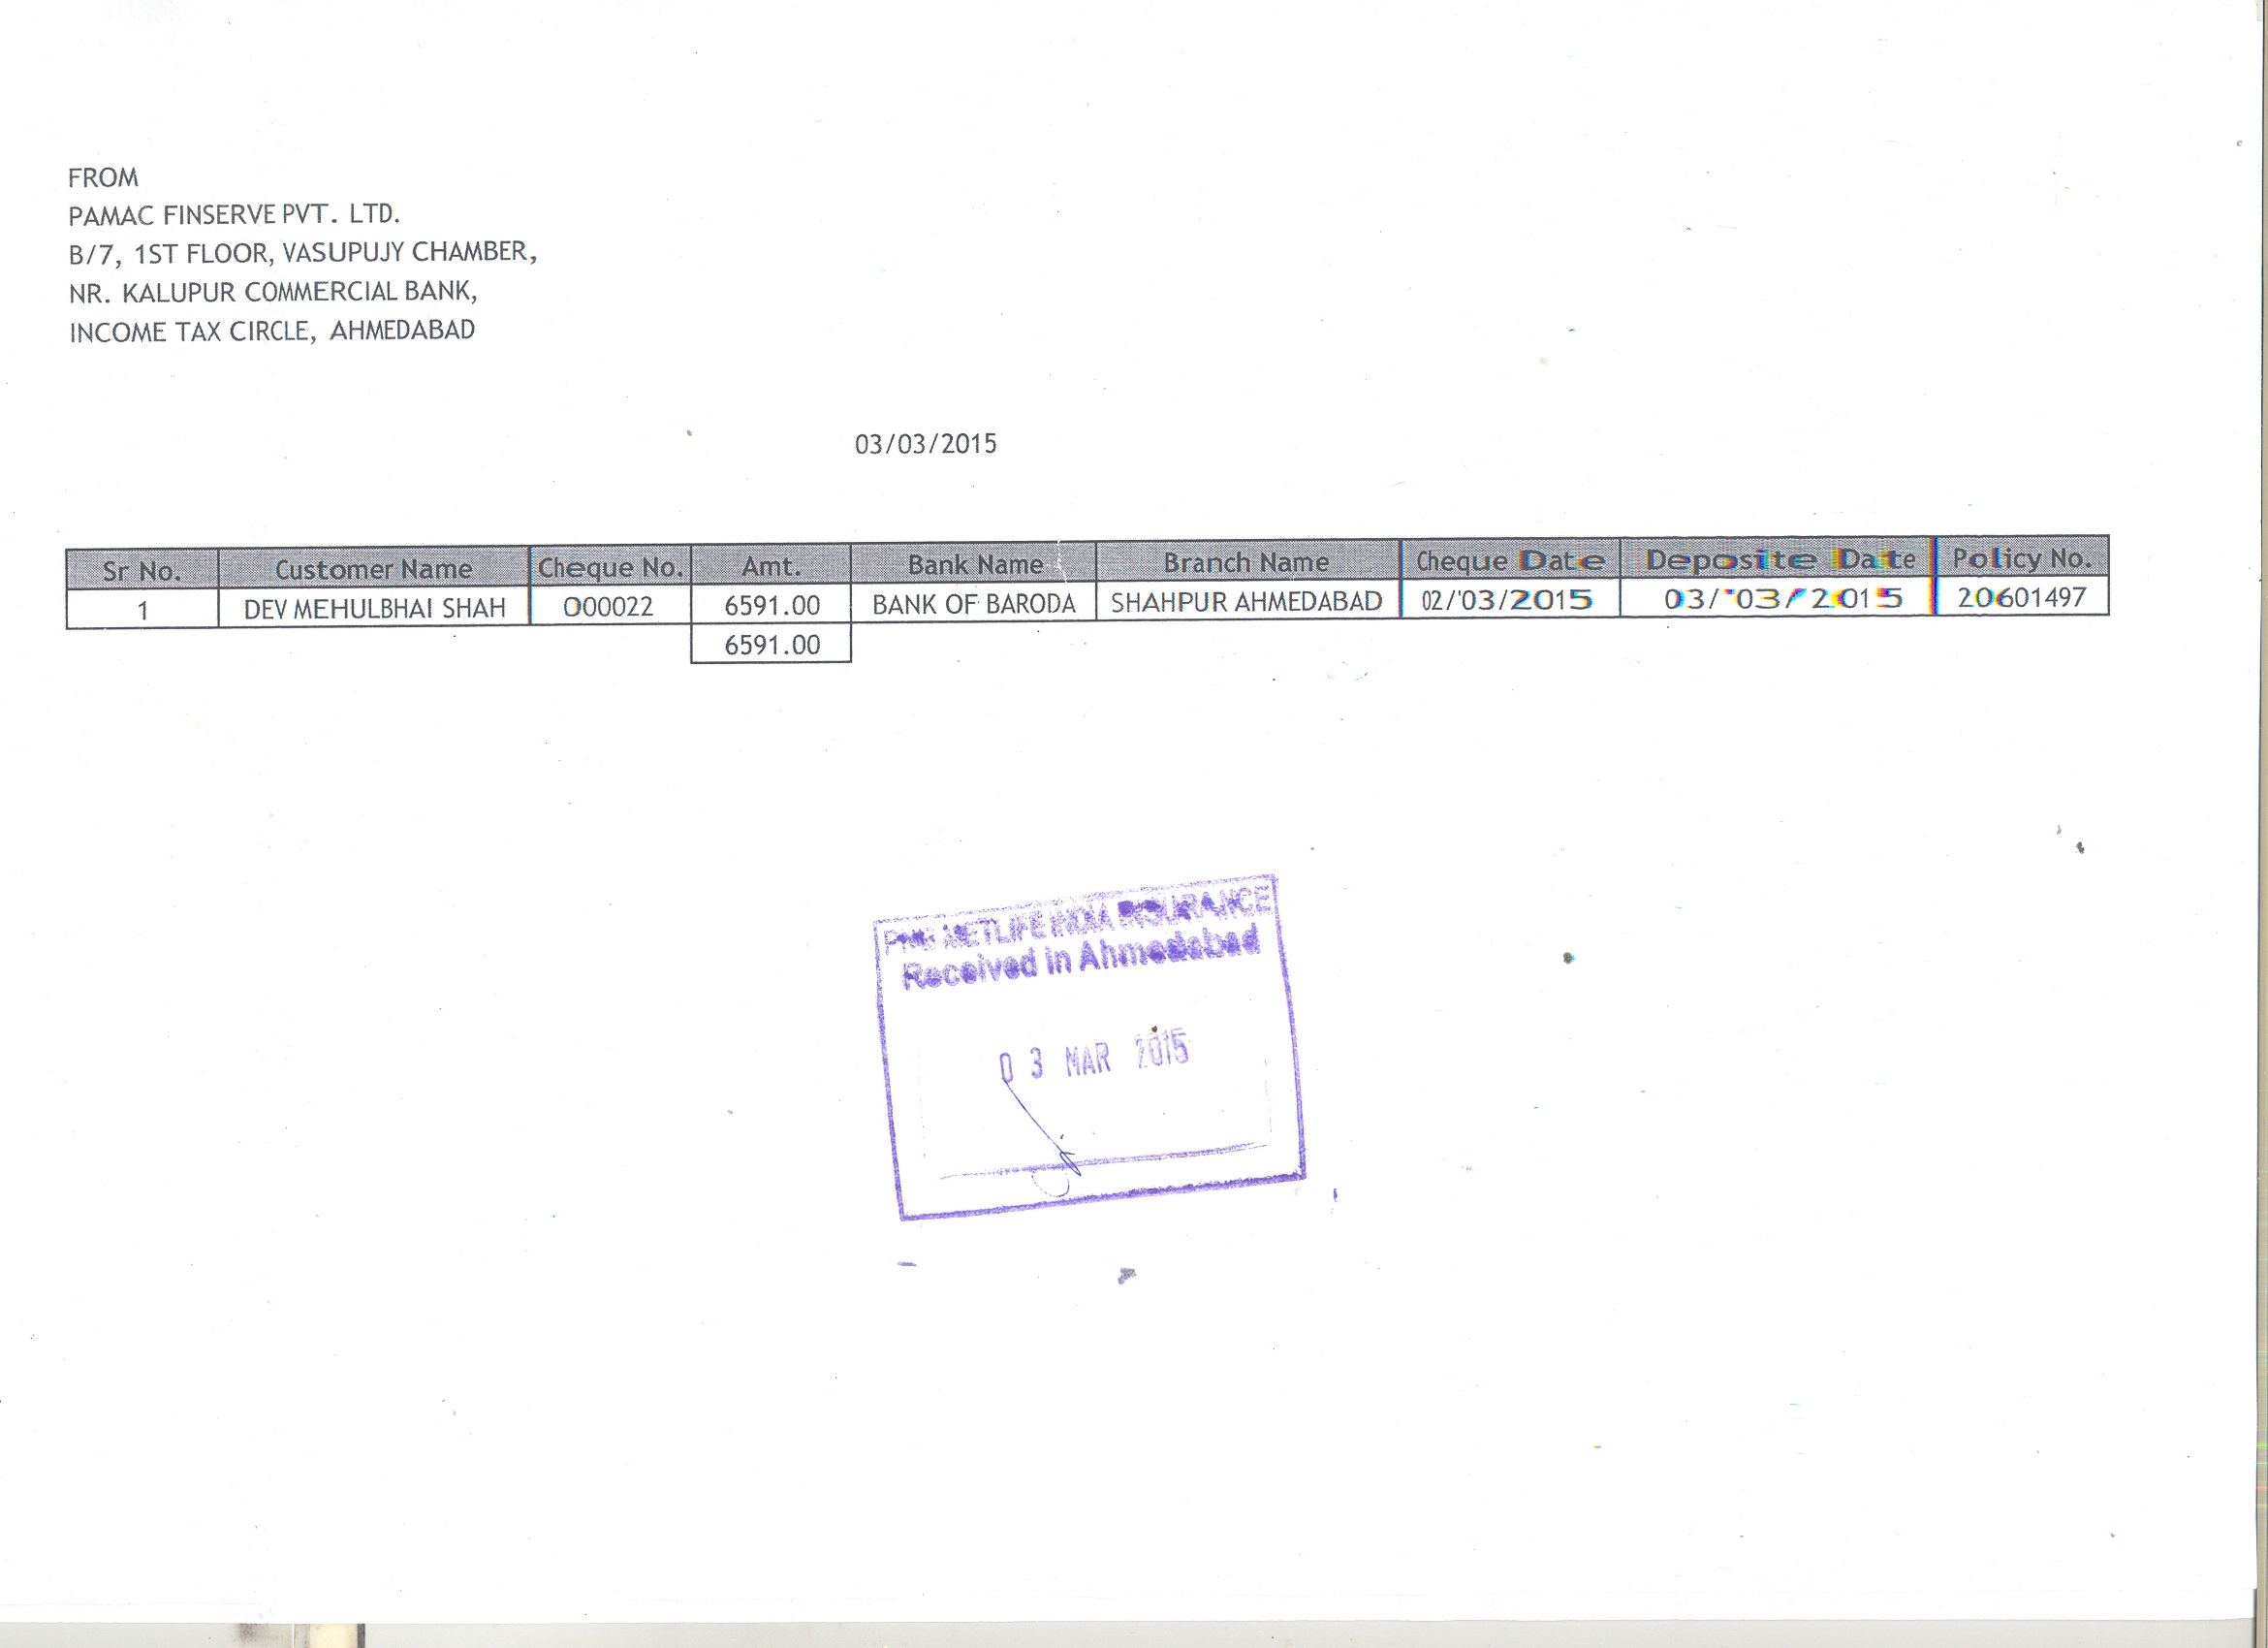 FROM
PAMAC FINSERVE PVT. LTD.
B/7, 1ST FLOOR, VASUPUJY CHAMBER,
NR. KALUPUR COMMERCIAL BANK,
INCOME TAX CIRCLE, AHMEDABAD
03/03/2015
Sr No. Customer Name Cheque No. Amt. Bank Name Branch Name Cheque Date Deposite Date Policy No.
1 DEV MEHULBHAI SHAH 000022 6591.00 BANK OF BARODA SHAHPUR AHMEDABAD 02/03/2015 03/03/2015 20601497
6591.00
PNB METLIFE INDIA INSURANCE
Received in Ahmedabad
03 MAR 2015